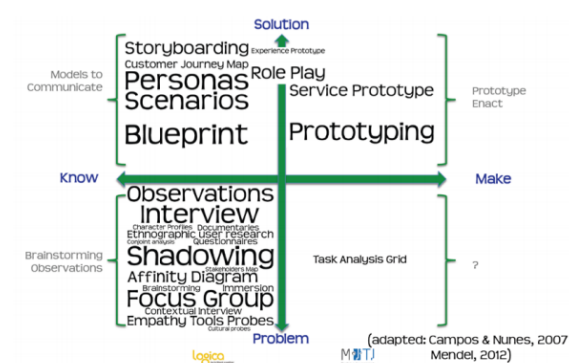 Solution
Storyboarding
Experience Prototype
Customer Journey Map
Role Play
Personas
Scenarios
Service Prototype
Blueprint
Prototyping
Models to
Communicate
Prototype
Enact
Know
Make
Observations
Interview
Character Profiles Documentaries
Ethnographic user research
Conjoint analysis Questionnaires
Shadowing
Stakeholders Map
Affinity Diagram
Brainstorming Immersion
Focus Group
Contextual Interview
Empathy Tools Probes
Cultural probes
Brainstorming
Observations
Task Analysis Grid
?
Problem
(adapted: Campos & Nunes, 2007
Mendel, 2012)
Logica